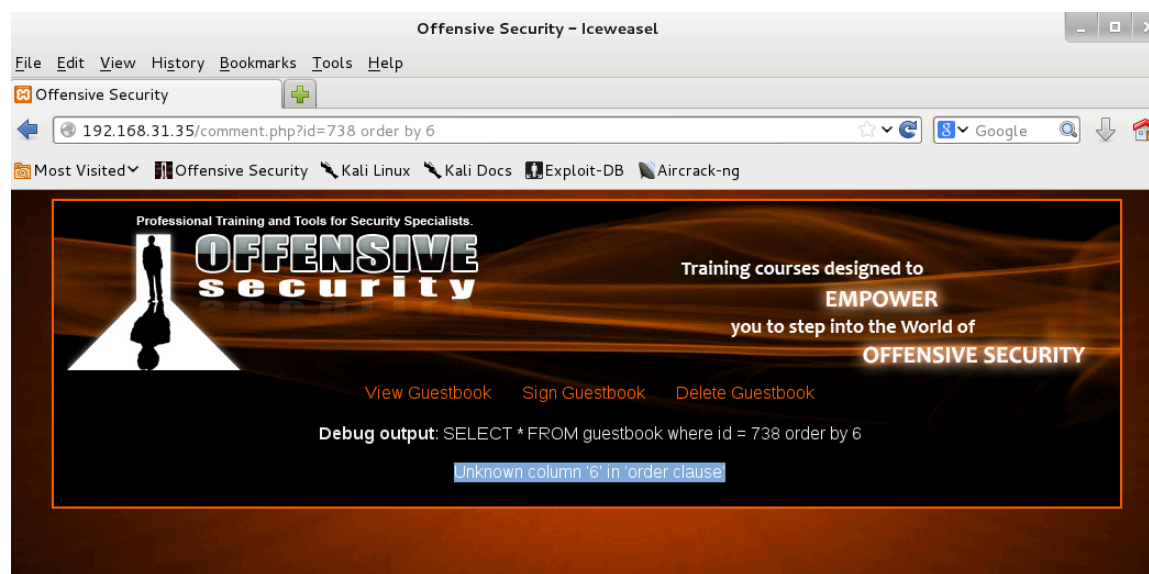 Offensive Security - Iceweasel
File Edit View History Bookmarks Tools Help
Offensive Security
192.168.31.35/comment.php?id=738 order by 6
8 Google
Most Visited Offensive Security Kali Linux Kali Docs Exploit-DB Aircrack-ng
Professional Training and Tools for Security Specialists.
OFFENSIVE
security
Training courses designed to
EMPOWER
you to step into the World of
OFFENSIVE SECURITY
View Guestbook Sign Guestbook Delete Guestbook
Debug output: SELECT * FROM guestbook where id = 738 order by 6
Unknown column '6' in 'order clause'